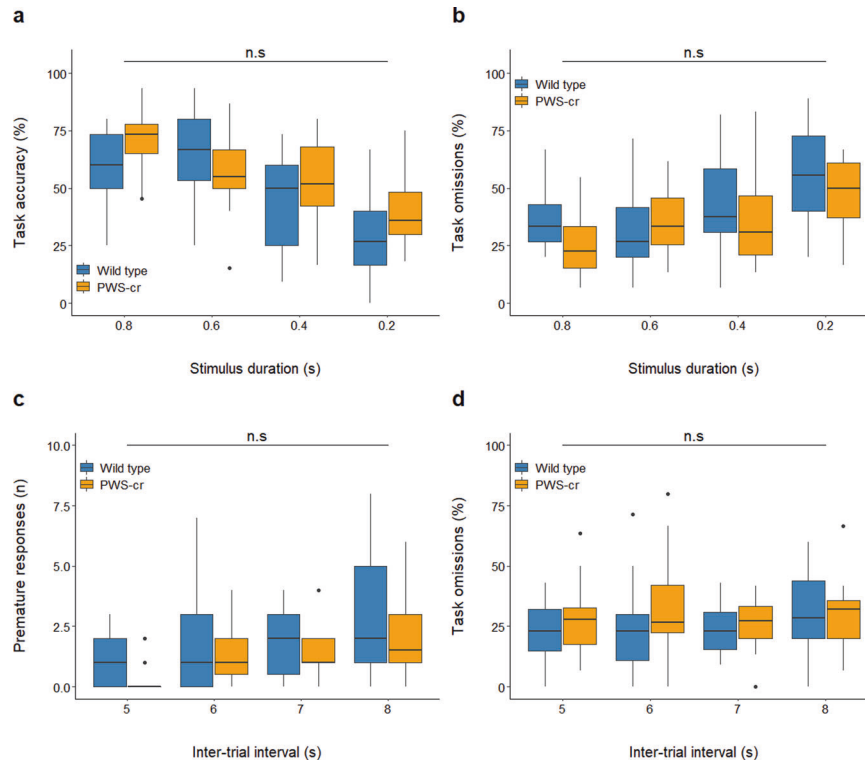 a
n.s
100
75
50
25
0
Task accuracy (%)
Wild type
PWS-cr
0.8 0.6 0.4 0.2
Stimulus duration (s)
b
n.s
100
75
50
25
0
Task omissions (%)
Wild type
PWS-cr
0.8 0.6 0.4 0.2
Stimulus duration (s)
c
n.s
10.0
7.5
5.0
2.5
0.0
Premature responses (n)
Wild type
PWS-cr
5 6 7 8
Inter-trial interval (s)
d
n.s
100
75
50
25
0
Task omissions (%)
Wild type
PWS-cr
5 6 7 8
Inter-trial interval (s)